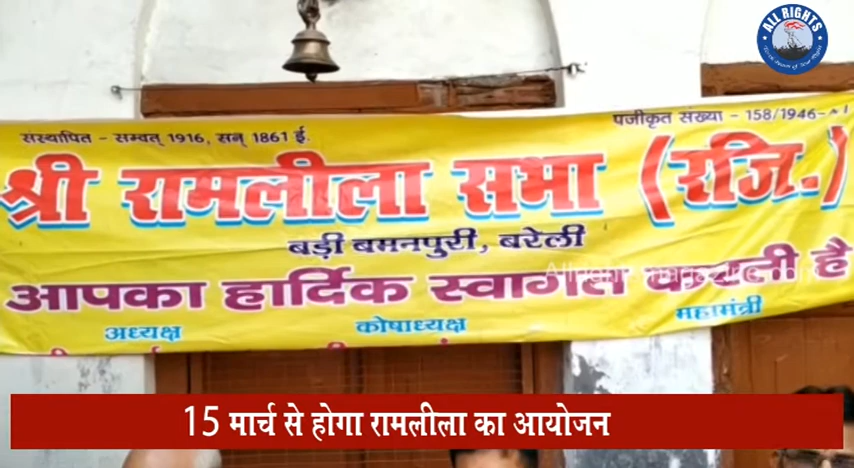 ALL RIGHTS
संस्थापित - सम्वत् 1916, सन् 1861 ई.
पजीकृत संख्या - 158/1946-
श्री रामलीला सभा (रजि.)
बड़ी बमनपुरी, बरेली
आपका हार्दिक स्वागत करती है
अध्यक्ष
कोषाध्यक्ष
महामंत्री
15 मार्च से होगा रामलीला का आयोजन